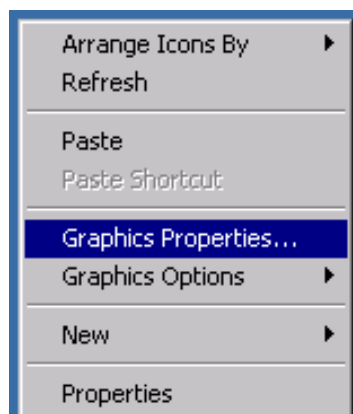 Arrange Icons By
Refresh
Paste
Paste Shortcut
Graphics Properties...
Graphics Options
New
Properties